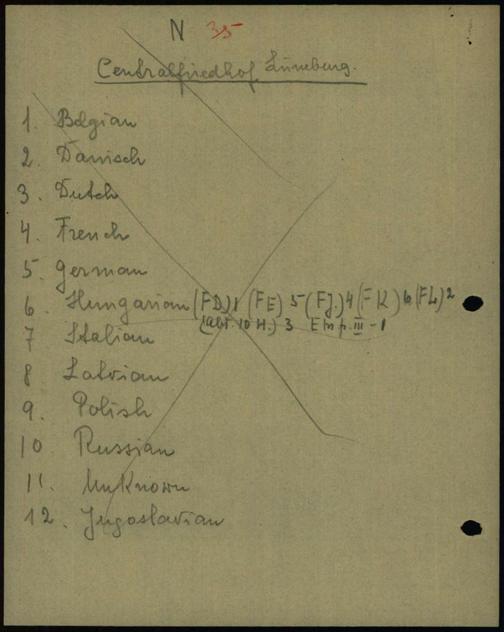 N 35
Centralfriedhof Lüneburg.
1. Belgian
2. Dänisch
3. Dutch
4. French
5. German
6. Hungarian (FD) 1 (FE) 5 (FJ.) 4 (FK) 6 (FL) 2
(Abt. 10 H.) 3 Emp. III - 1
7 Italian
8 Latvian
9. Polish
10 Russian
11. UnKnown
12. Jugoslavian